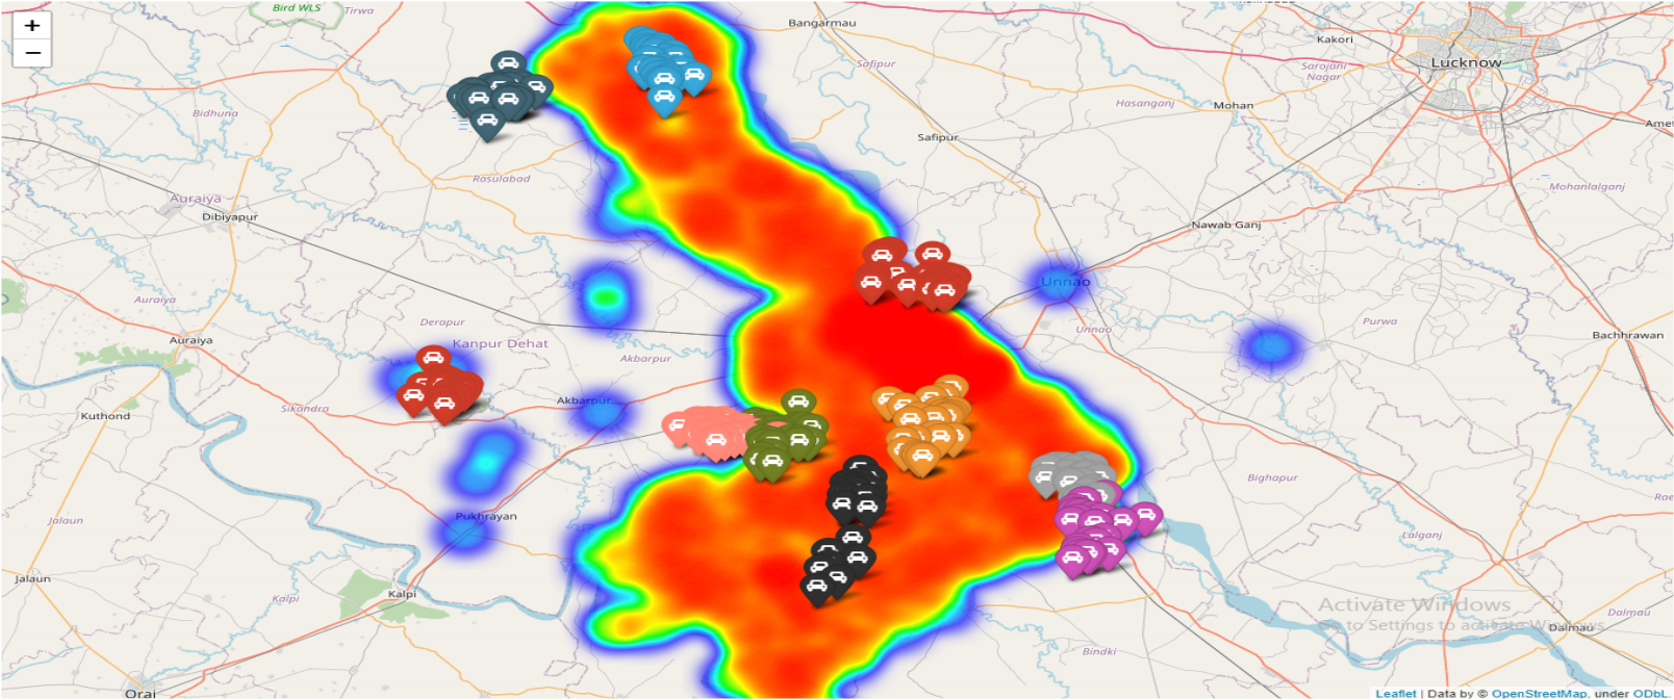 +
−
Bird WLS
Tirwa
Bangarmau
Kakori
Lucknow
Safipur
Sarojani
Nagar
Hasanganj
Mohan
Bidhuna
Safipur
Rasulabad
Mohanlalganj
Auraiya
Dibiyapur
Nawab Ganj
Unnao
Auraiya
Derapur
Kanpur Dehat
Akbarpur
Unnao
Purwa
Bachhrawan
Auraiya
Akbarpur
Sikandra
Kuthond
Bighapur
Pukhrayan
Jalaun
Lalganj
Jalaun
Kalpi
Kalpi
Activate Windows
Go to Settings to activate Windows.
Dalmau
Dalmau
Bindki
Orai
Leaflet | Data by © OpenStreetMap, under ODbL.